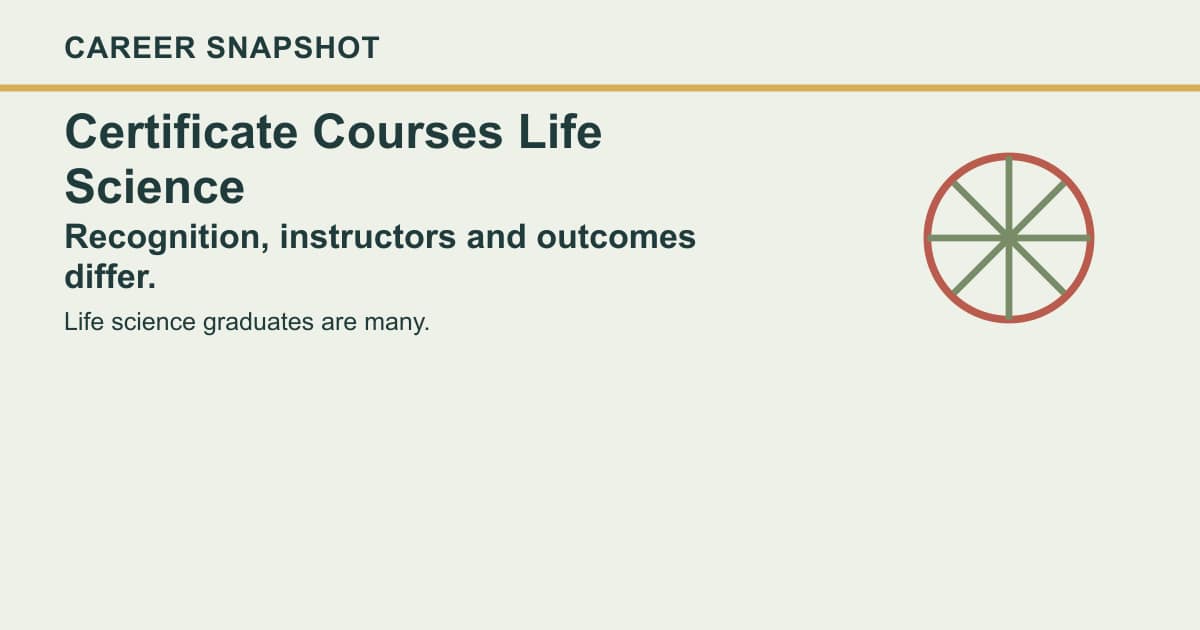 CAREER SNAPSHOT
Certificate Courses Life
Science
Recognition, instructors and outcomes
differ.
Life science graduates are many.